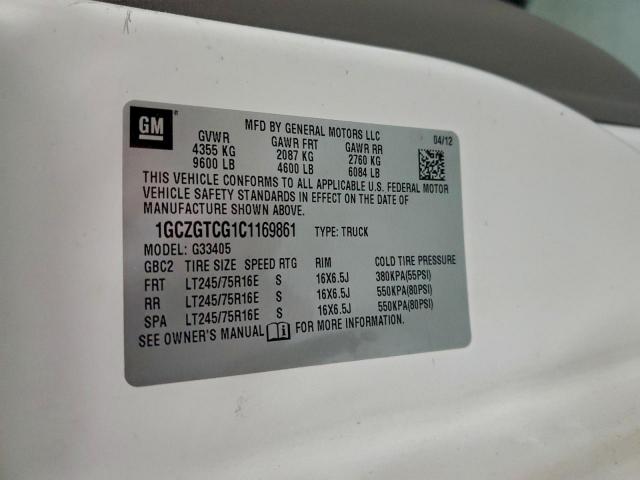 GM
MFD BY GENERAL MOTORS LLC 04/12
GVWR GAWR FRT GAWR RR
4355 KG 2087 KG 2760 KG
9600 LB 4600 LB 6084 LB
THIS VEHICLE CONFORMS TO ALL APPLICABLE U.S. FEDERAL MOTOR
VEHICLE SAFETY STANDARDS IN EFFECT ON THE DATE OF
MANUFACTURE SHOWN ABOVE.
1GCZGTCG1C1169861 TYPE: TRUCK
MODEL: G33405
GBC2 TIRE SIZE SPEED RTG RIM COLD TIRE PRESSURE
FRT LT245/75R16E S 16X6.5J 380KPA(55PSI)
RR LT245/75R16E S 16X6.5J 550KPA(80PSI)
SPA LT245/75R16E S 16X6.5J 550KPA(80PSI)
SEE OWNER'S MANUAL FOR MORE INFORMATION.